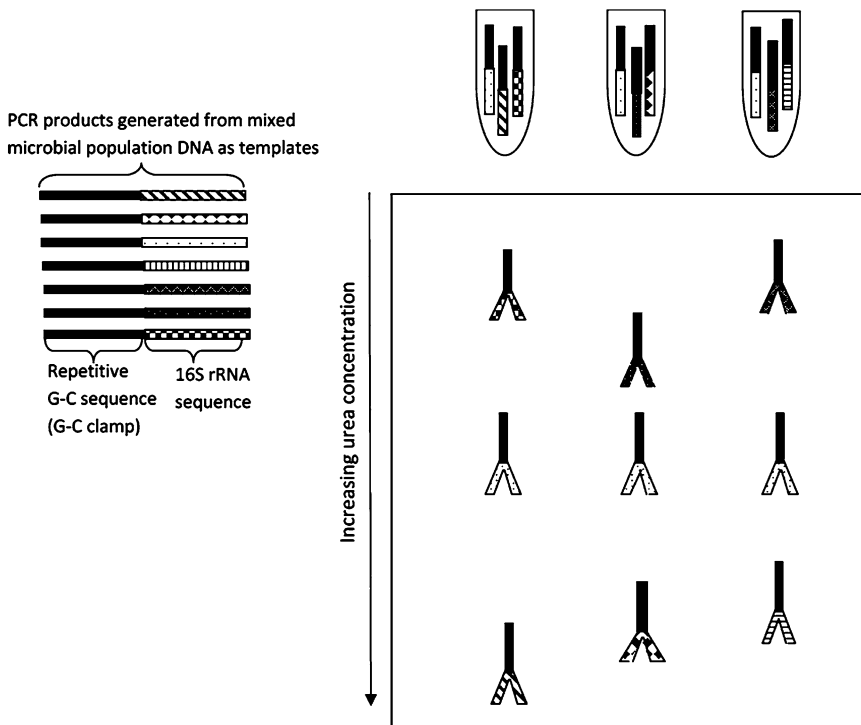 PCR products generated from mixed
microbial population DNA as templates
Repetitive
G-C sequence
(G-C clamp)
16S rRNA
sequence
Increasing urea concentration